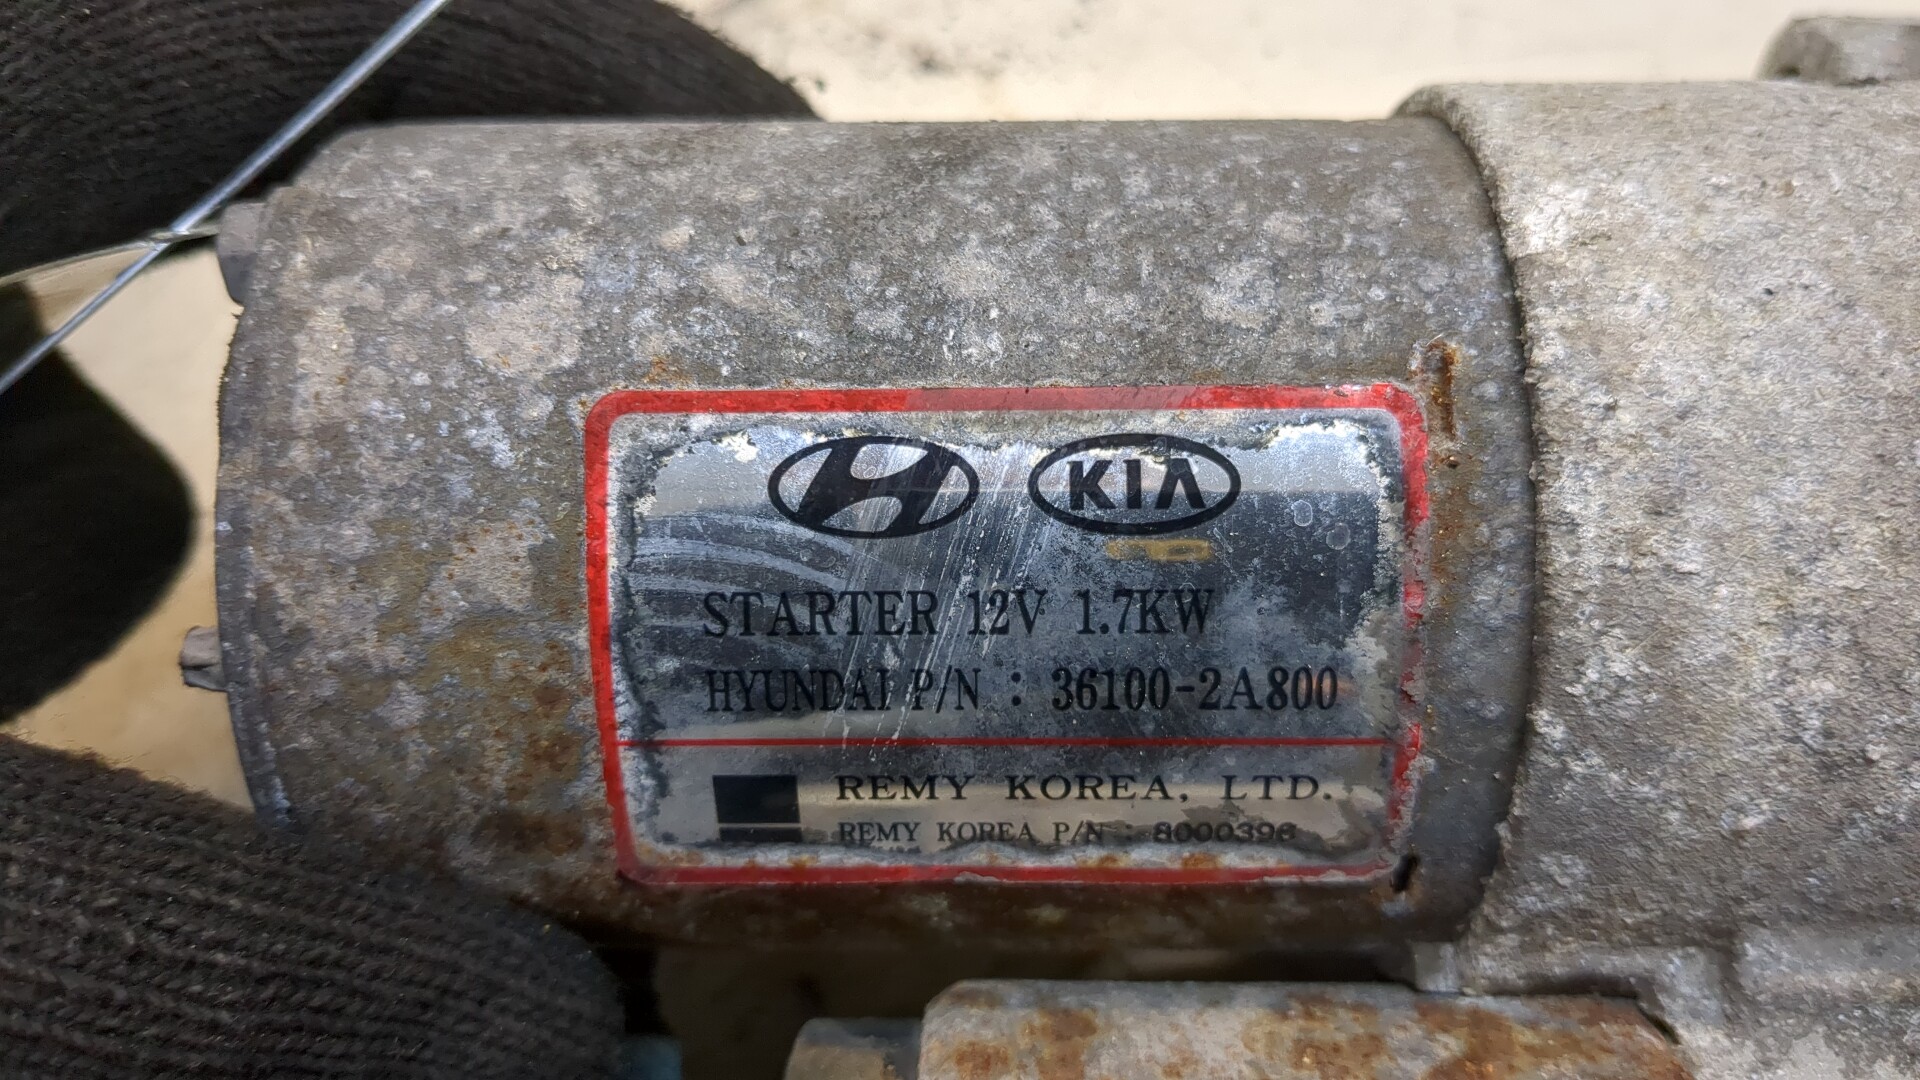 KIA
STARTER 12V 1.7KW
HYUNDAI P/N : 36100-2A800
REMY KOREA, LTD.
REMY KOREA P/N : 8000396